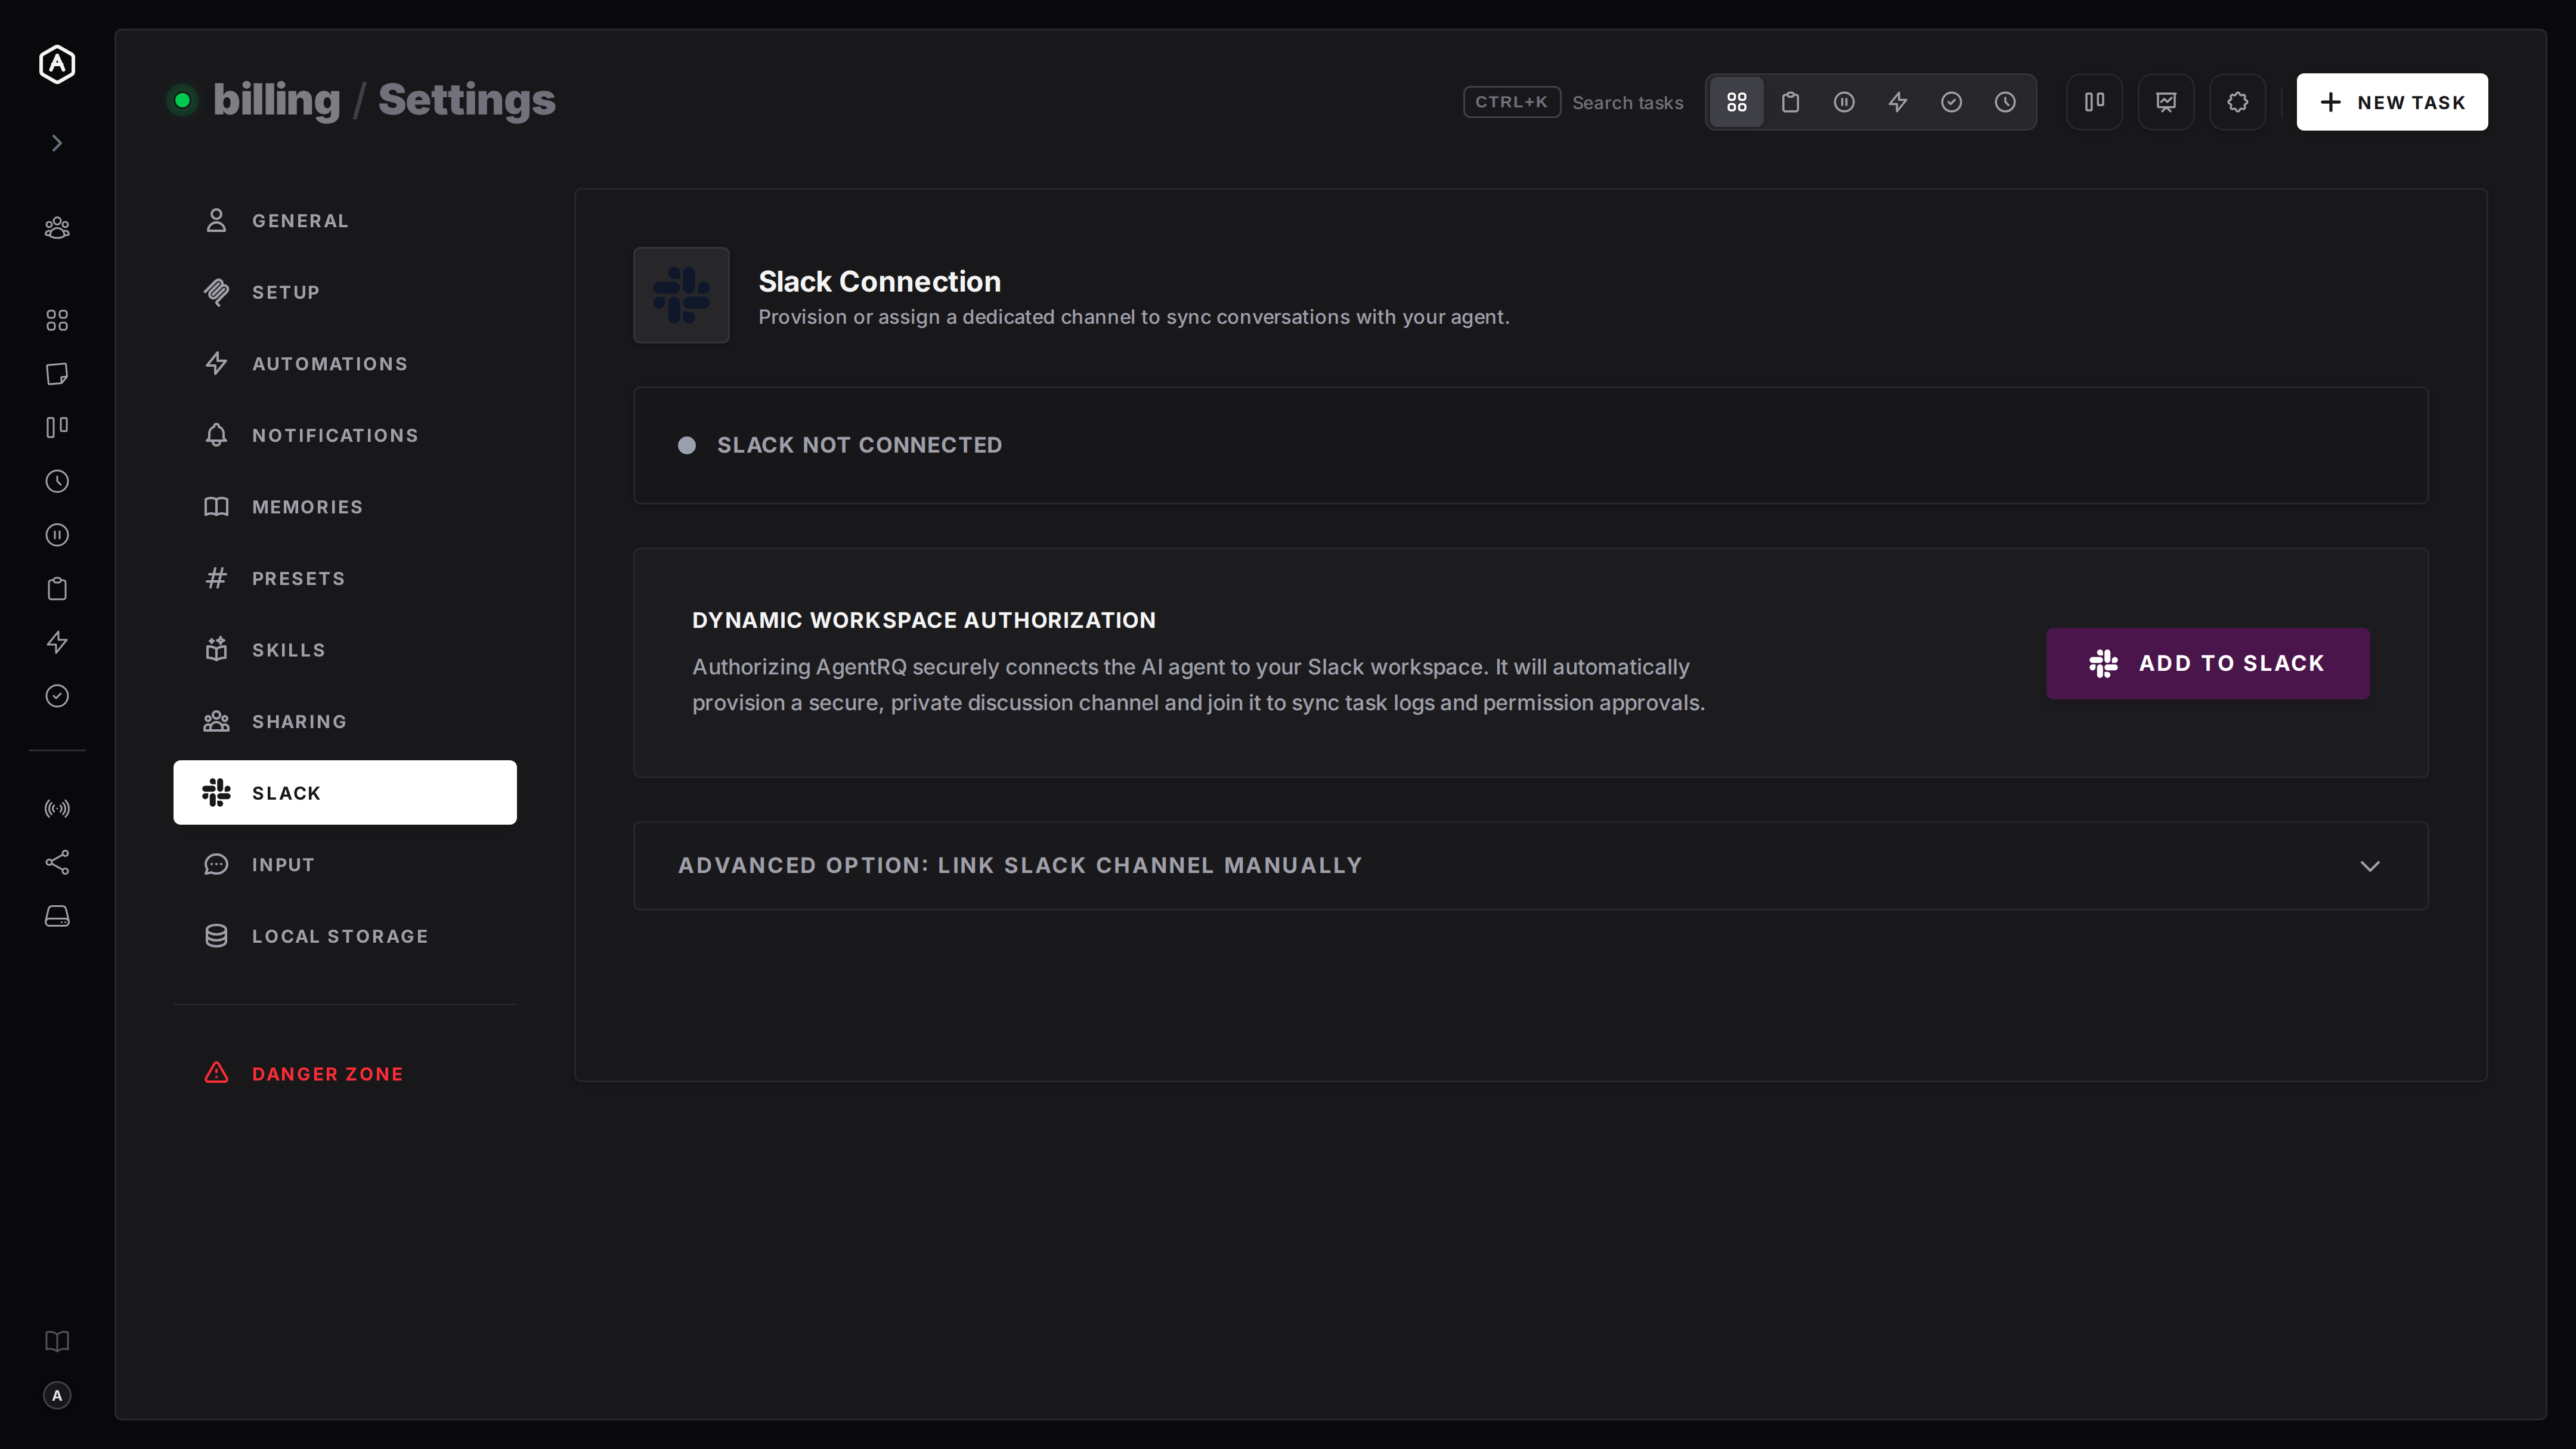 billing / Settings
CTRL+K Search tasks
NEW TASK
GENERAL
SETUP
AUTOMATIONS
NOTIFICATIONS
MEMORIES
PRESETS
SKILLS
SHARING
SLACK
INPUT
LOCAL STORAGE
DANGER ZONE
Slack Connection
Provision or assign a dedicated channel to sync conversations with your agent.
SLACK NOT CONNECTED
DYNAMIC WORKSPACE AUTHORIZATION
Authorizing AgentRQ securely connects the AI agent to your Slack workspace. It will automatically
provision a secure, private discussion channel and join it to sync task logs and permission approvals.
ADD TO SLACK
ADVANCED OPTION: LINK SLACK CHANNEL MANUALLY
A